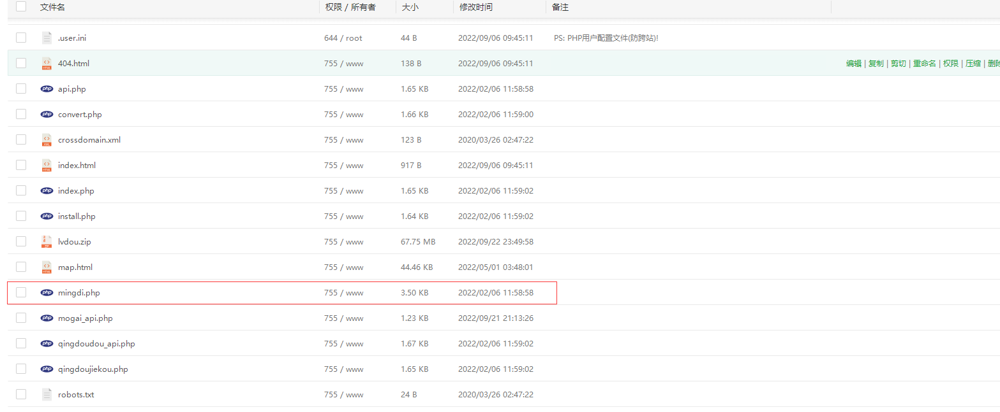 文件名 权限 / 所有者 大小 修改时间 备注
.user.ini 644 / root 44 B 2022/09/06 09:45:11 PS: PHP用户配置文件(防跨站)!
404.html 755 / www 138 B 2022/09/06 09:45:11 编辑 | 复制 | 剪切 | 重命名 | 权限 | 压缩 | 删除
php api.php 755 / www 1.65 KB 2022/02/06 11:58:58
php convert.php 755 / www 1.66 KB 2022/02/06 11:59:00
crossdomain.xml 755 / www 123 B 2020/03/26 02:47:22
index.html 755 / www 917 B 2022/09/06 09:45:11
php index.php 755 / www 1.65 KB 2022/02/06 11:59:02
php install.php 755 / www 1.64 KB 2022/02/06 11:59:02
lvdou.zip 755 / www 67.75 MB 2022/09/22 23:49:58
map.html 755 / www 44.46 KB 2022/05/01 03:48:01
php mingdi.php 755 / www 3.50 KB 2022/02/06 11:58:58
php mogai_api.php 755 / www 1.23 KB 2022/09/21 21:13:26
php qingdoudou_api.php 755 / www 1.67 KB 2022/02/06 11:59:02
php qingdoujiekou.php 755 / www 1.65 KB 2022/02/06 11:59:02
robots.txt 755 / www 24 B 2020/03/26 02:47:22